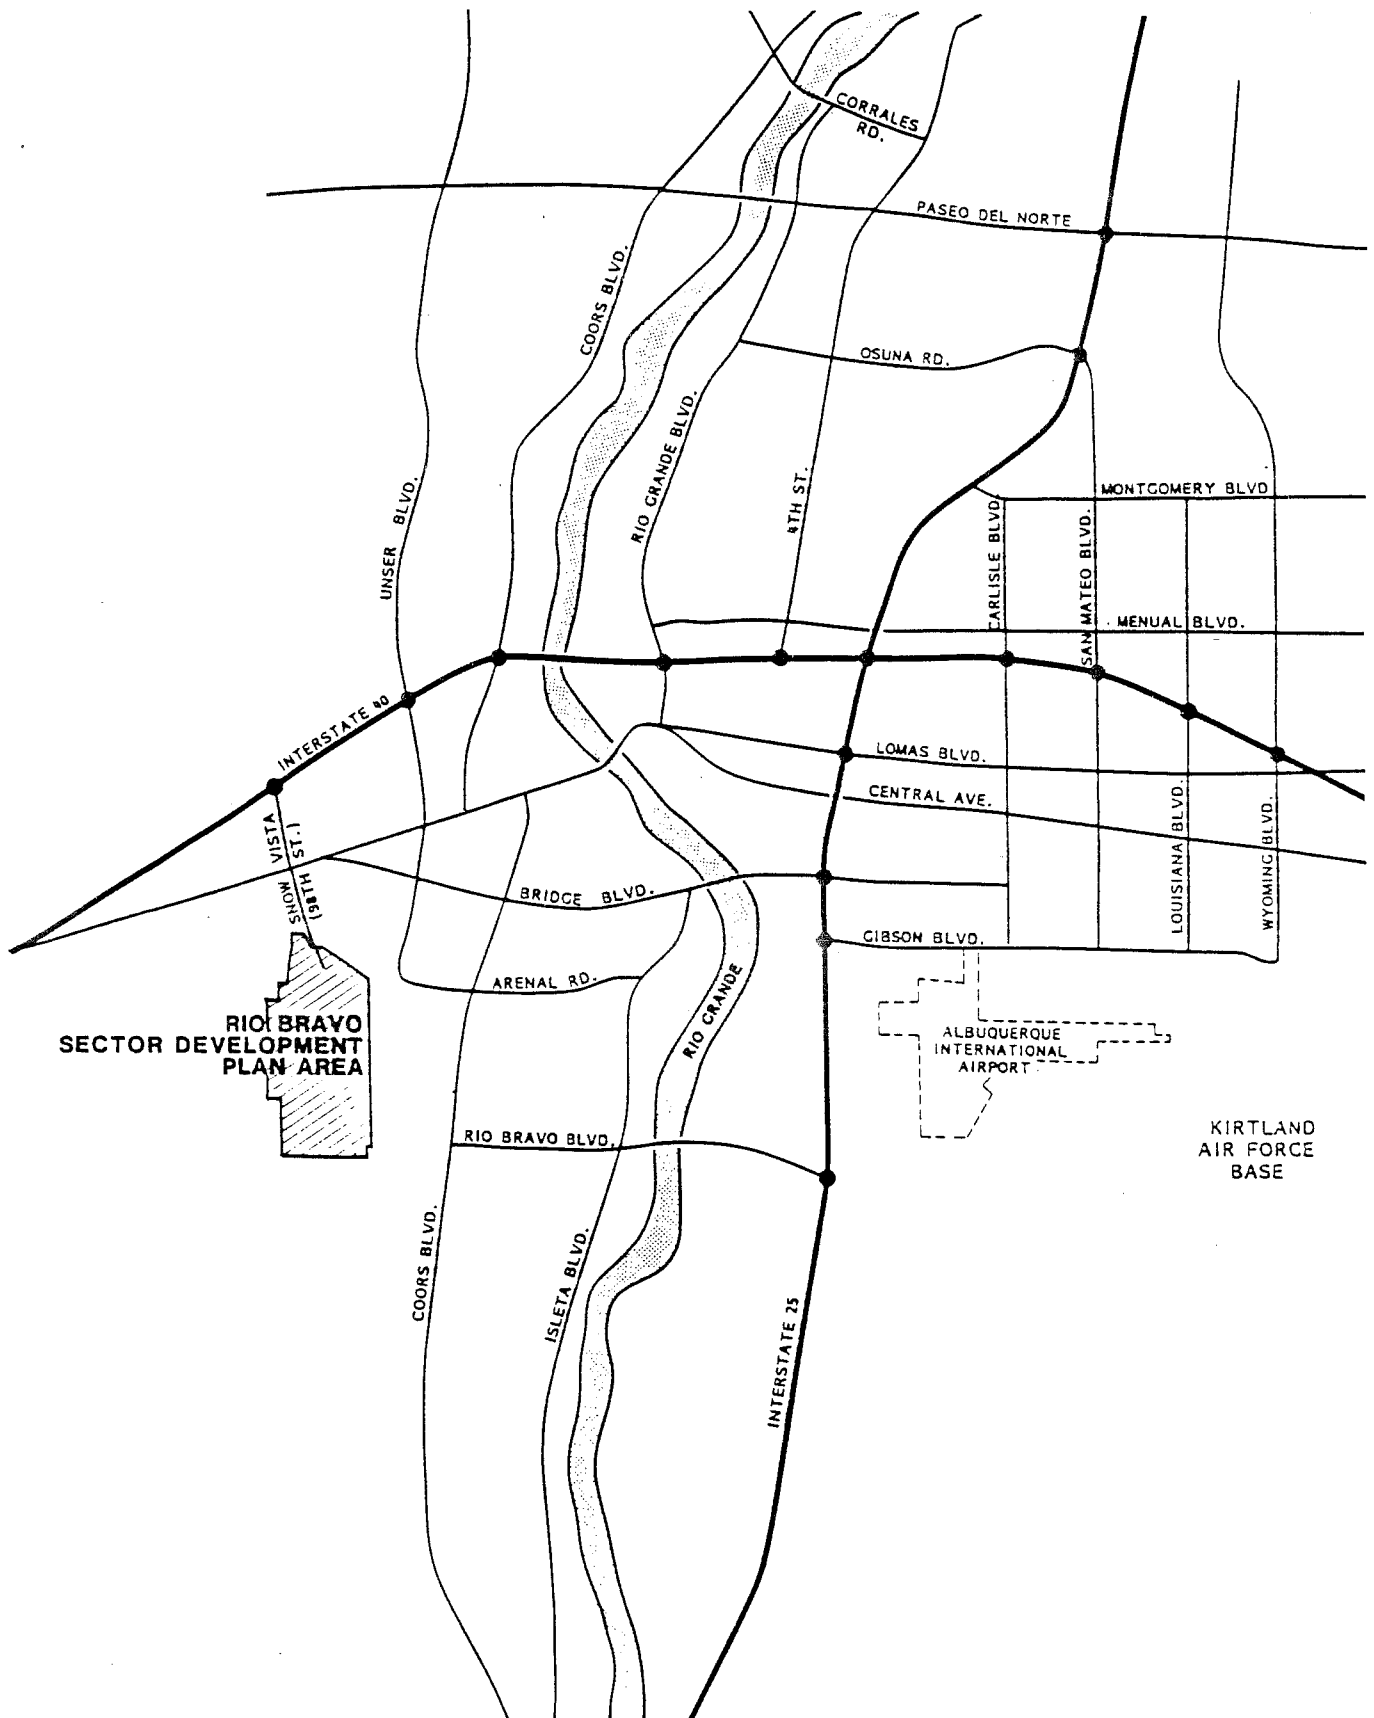 CORRALES
RD.
PASEO DEL NORTE
COORS BLVD.
OSUNA RD.
RIO GRANDE BLVD.
4TH ST.
UNSER BLVD.
MONTGOMERY BLVD
CARLISLE BLVD.
SAN MATEO BLVD.
MENUAL BLVD.
INTERSTATE 40
LOMAS BLVD.
CENTRAL AVE.
SNOW VISTA
(98TH ST.)
LOUISIANA BLVD.
WYOMING BLVD.
BRIDGE BLVD.
GIBSON BLVD.
ARENAL RD.
RIO GRANDE
RIO BRAVO
SECTOR DEVELOPMENT
PLAN AREA
ALBUQUERQUE
INTERNATIONAL
AIRPORT
KIRTLAND
AIR FORCE
BASE
RIO BRAVO BLVD.
COORS BLVD.
ISLETA BLVD.
INTERSTATE 25